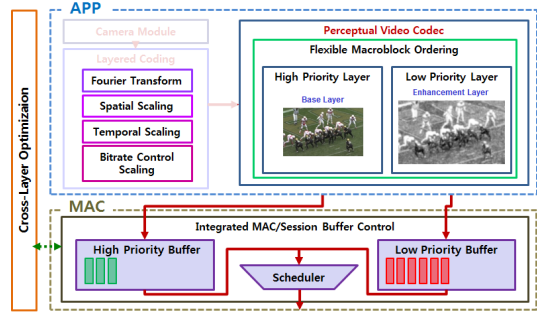 APP
Camera Module
Layered Coding
Fourier Transform
Spatial Scaling
Temporal Scaling
Bitrate Control
Scaling
Perceptual Video Codec
Flexible Macroblock Ordering
High Priority Layer
Base Layer
Low Priority Layer
Enhancement Layer
Cross-Layer Optimizaion
MAC
Integrated MAC/Session Buffer Control
High Priority Buffer
Scheduler
Low Priority Buffer